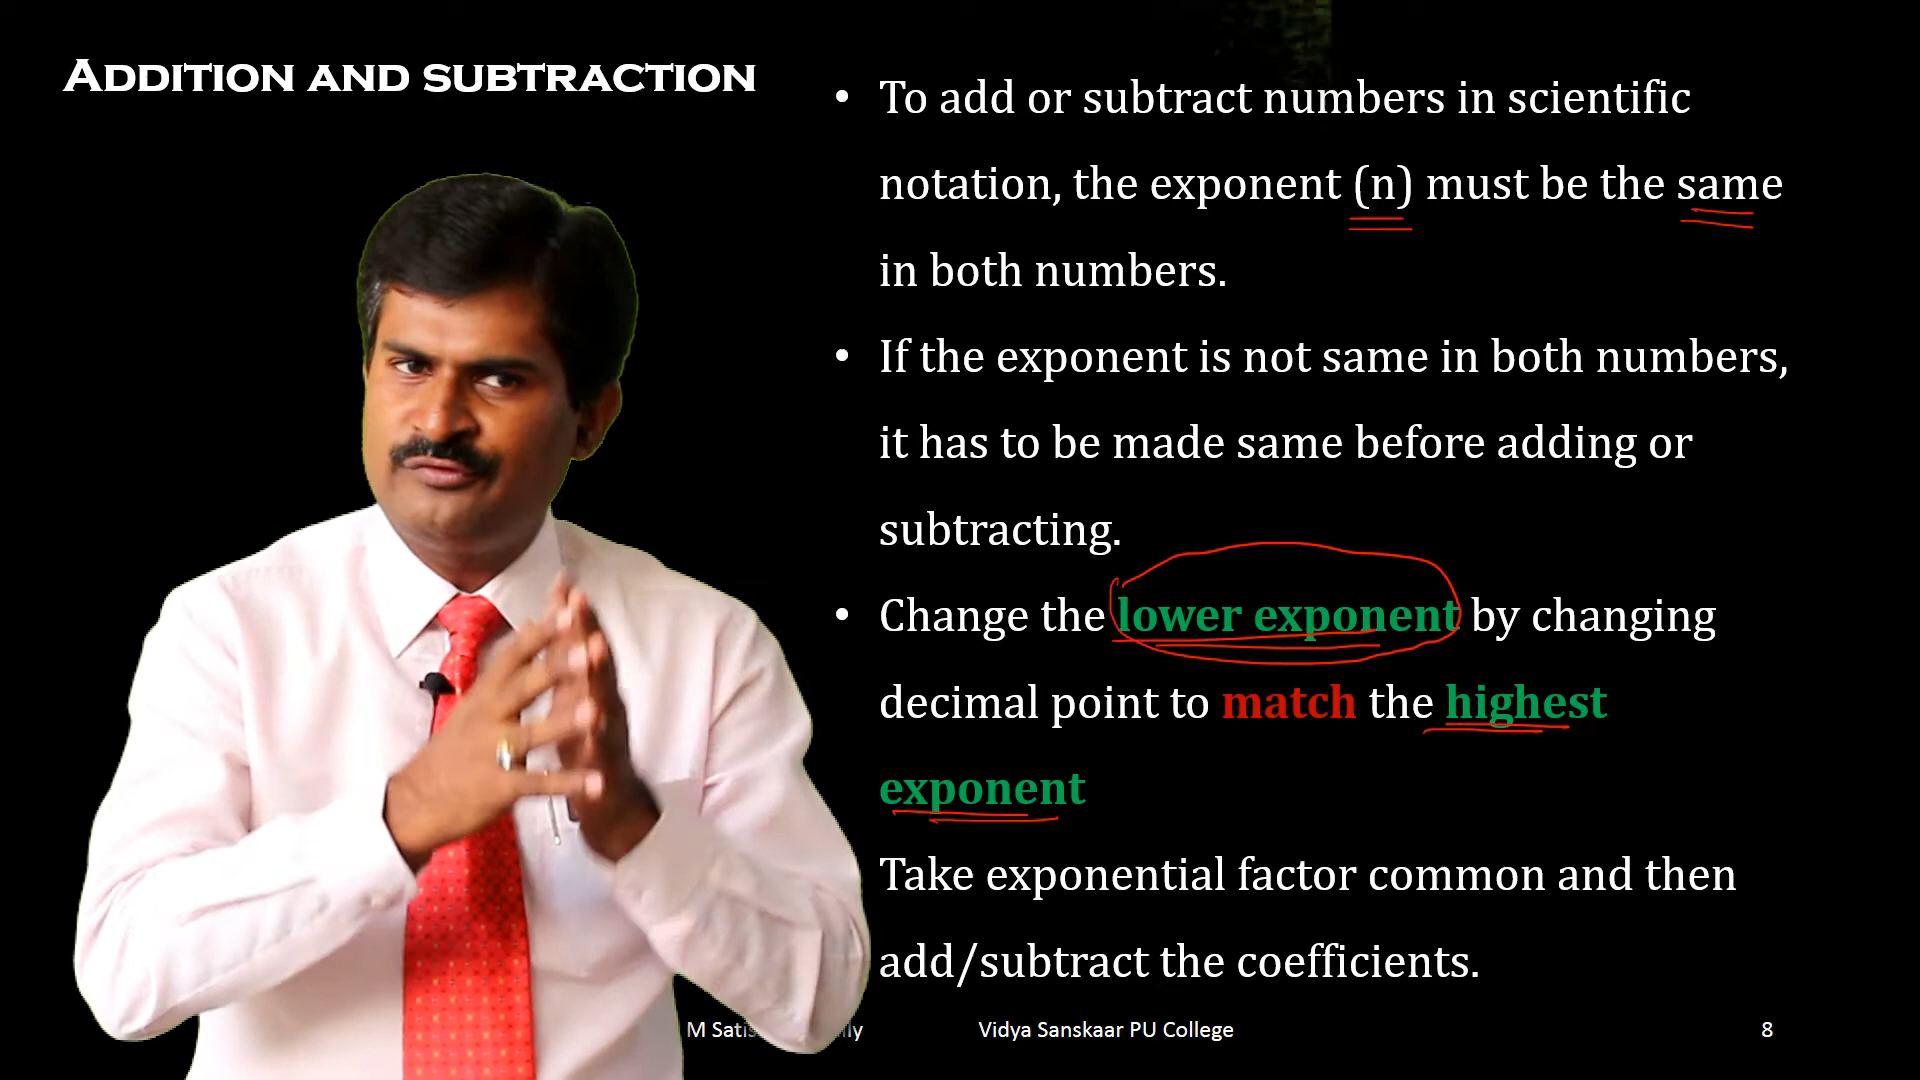 ADDITION AND SUBTRACTION
• To add or subtract numbers in scientific
notation, the exponent (n) must be the same
in both numbers.
• If the exponent is not same in both numbers,
it has to be made same before adding or
subtracting.
• Change the lower exponent by changing
decimal point to match the highest
exponent
Take exponential factor common and then
add/subtract the coefficients.
M
Vidya Sanskaar PU College
8